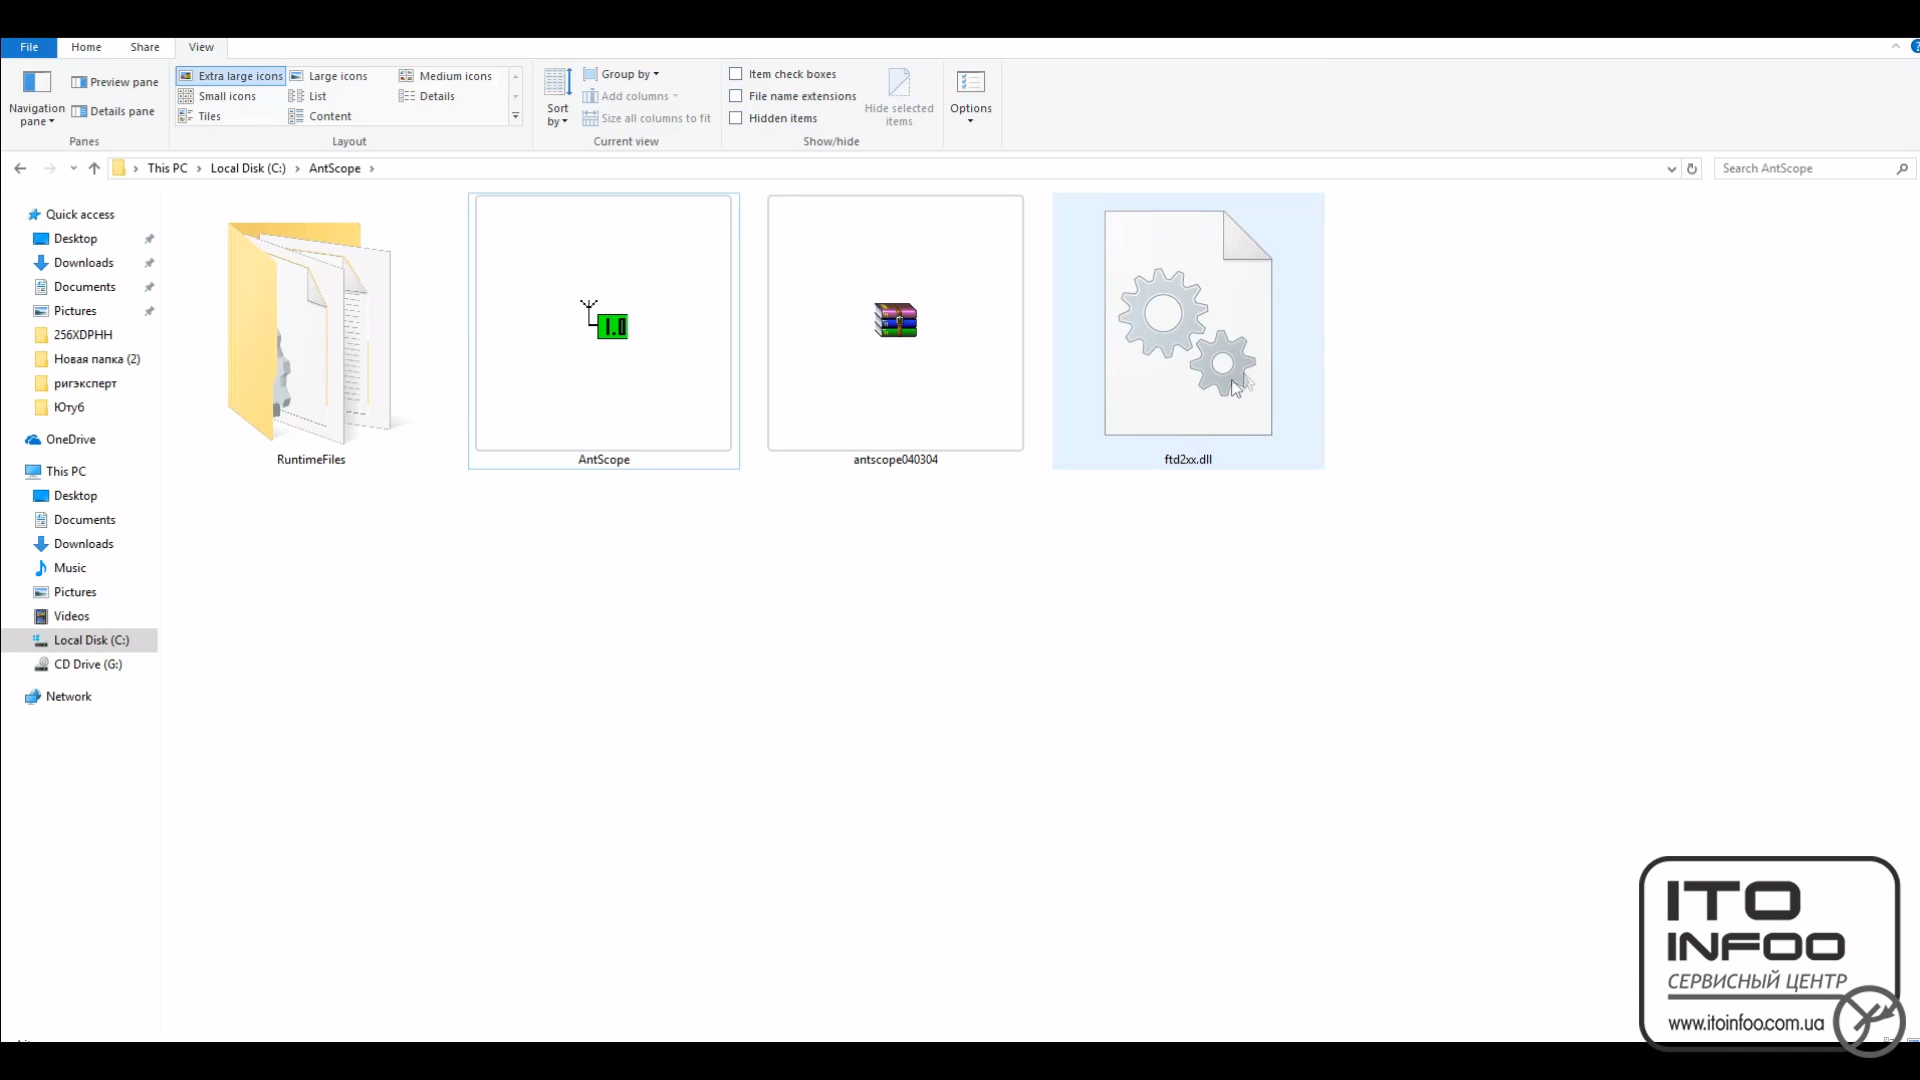 File Home Share View
Navigation pane
Preview pane
Details pane
Panes
Extra large icons Large icons Medium icons
Small icons List Details
Tiles Content
Layout
Sort by
Group by
Add columns
Size all columns to fit
Current view
Item check boxes
File name extensions
Hidden items
Hide selected items
Show/hide
Options
This PC Local Disk (C:) AntScope
Search AntScope
Quick access
Desktop
Downloads
Documents
Pictures
256XDPHH
Новая папка (2)
ригэксперт
Ютуб
OneDrive
This PC
Desktop
Documents
Downloads
Music
Pictures
Videos
Local Disk (C:)
CD Drive (G:)
Network
1.0
RuntimeFiles
AntScope
antscope040304
ftd2xx.dll
ITO
INFOO
СЕРВИСНЫЙ ЦЕНТР
www.itoinfoo.com.ua